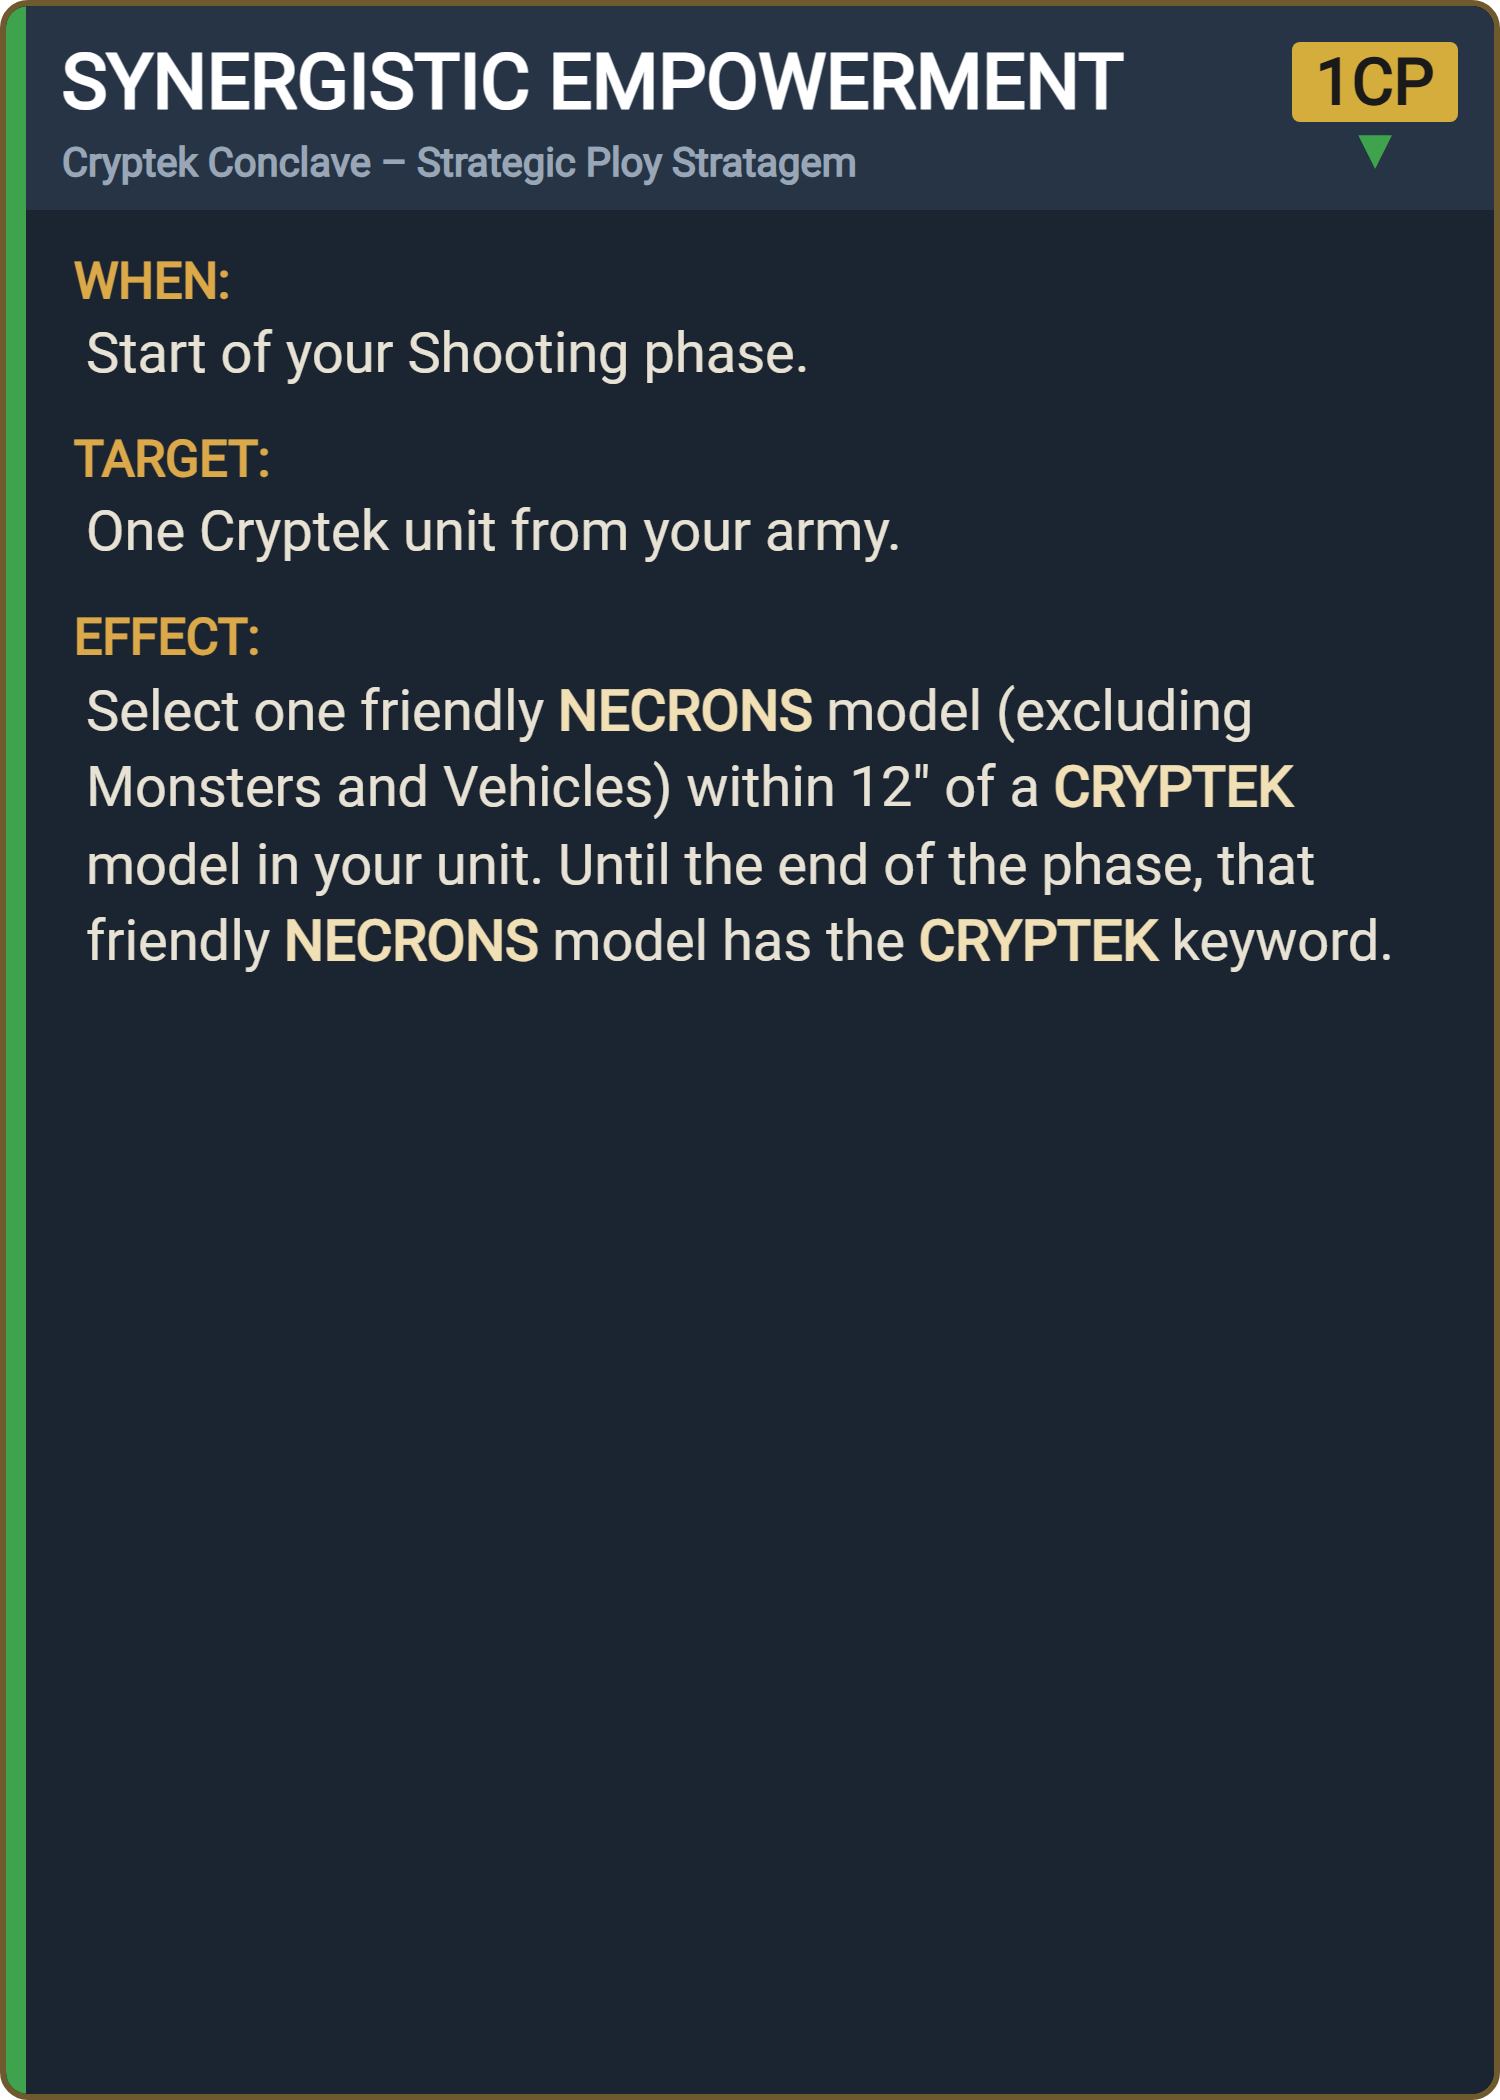 SYNERGISTIC EMPOWERMENT
1CP
Cryptek Conclave – Strategic Ploy Stratagem
WHEN:
Start of your Shooting phase.
TARGET:
One Cryptek unit from your army.
EFFECT:
Select one friendly NECRONS model (excluding
Monsters and Vehicles) within 12" of a CRYPTEK
model in your unit. Until the end of the phase, that
friendly NECRONS model has the CRYPTEK keyword.